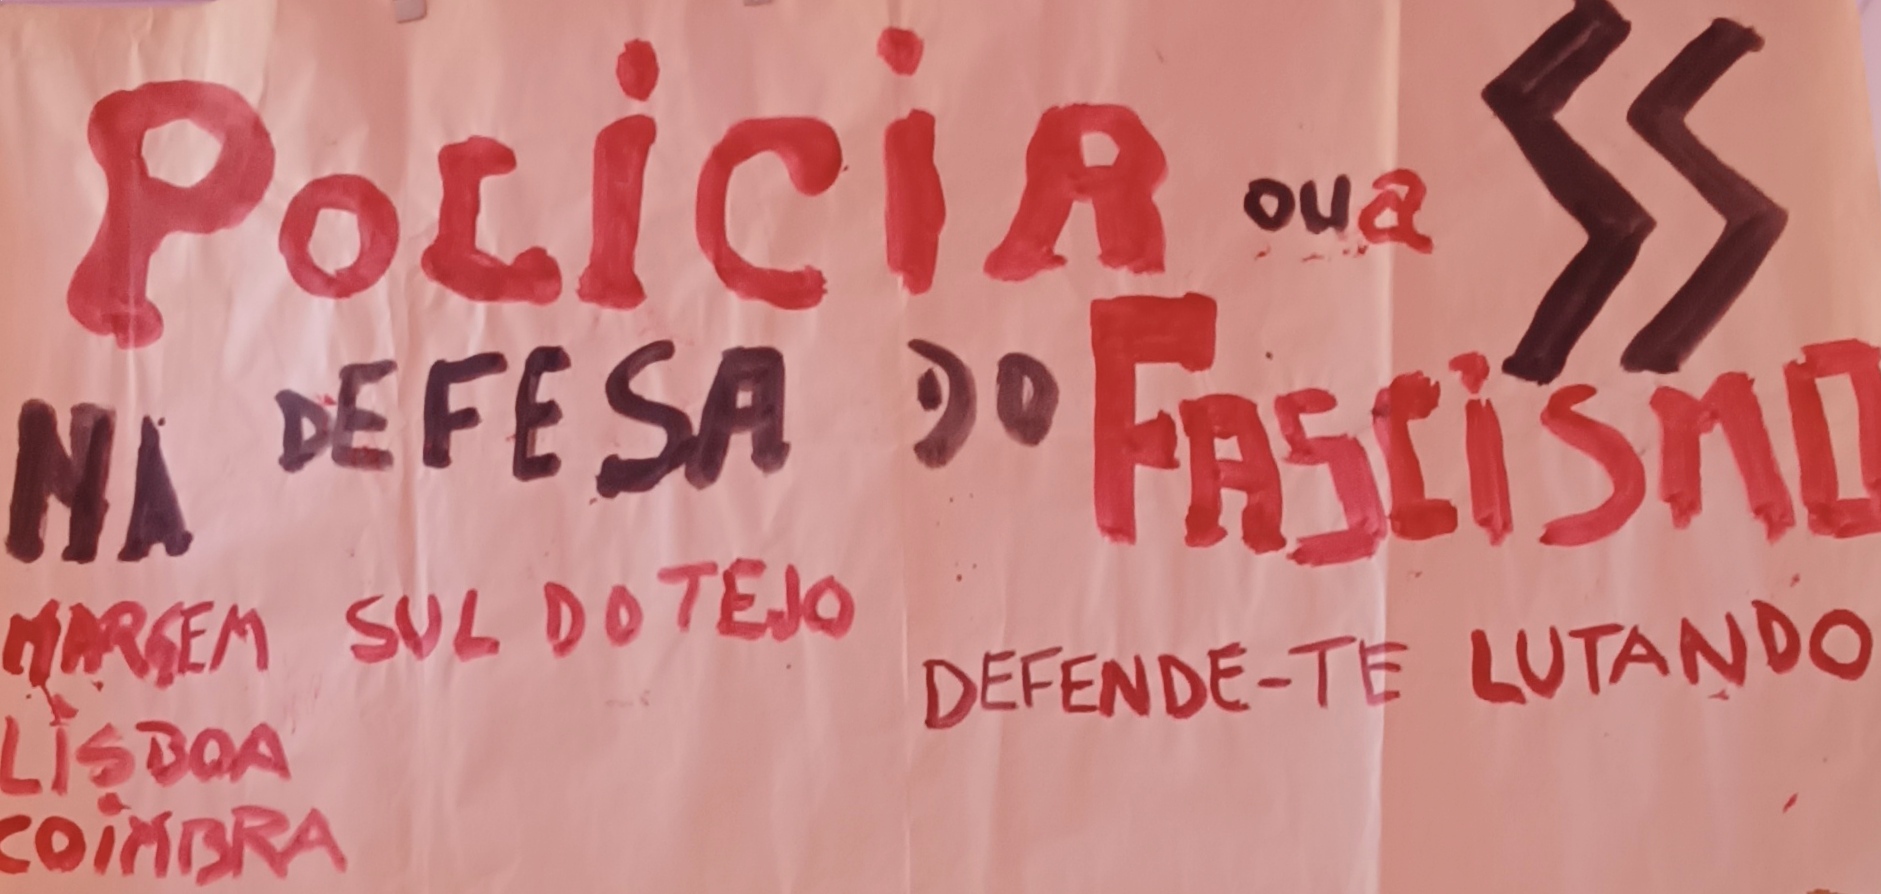 POLICIA ou a SS
NA DEFESA DO FASCISMO
MARGEM SUL DO TEJO
DEFENDE-TE LUTANDO
LISBOA
COIMBRA